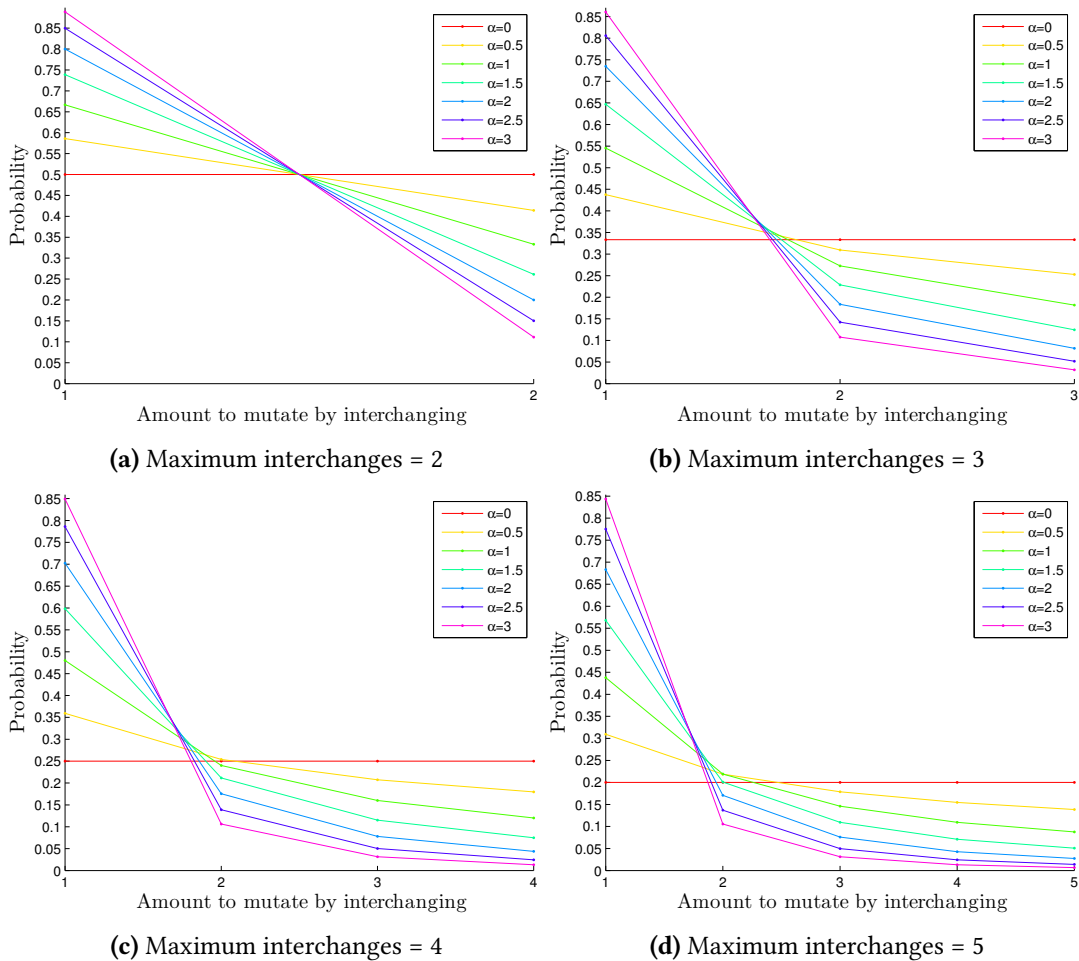 0.85
0.8
0.75
0.7
0.65
0.6
0.55
0.5
0.45
0.4
0.35
0.3
0.25
0.2
0.15
0.1
0.05
0
Probability
1 2
Amount to mutate by interchanging
α=0
α=0.5
α=1
α=1.5
α=2
α=2.5
α=3
(a) Maximum interchanges = 2
0.85
0.8
0.75
0.7
0.65
0.6
0.55
0.5
0.45
0.4
0.35
0.3
0.25
0.2
0.15
0.1
0.05
0
Probability
1 2 3
Amount to mutate by interchanging
α=0
α=0.5
α=1
α=1.5
α=2
α=2.5
α=3
(b) Maximum interchanges = 3
0.85
0.8
0.75
0.7
0.65
0.6
0.55
0.5
0.45
0.4
0.35
0.3
0.25
0.2
0.15
0.1
0.05
0
Probability
1 2 3 4
Amount to mutate by interchanging
α=0
α=0.5
α=1
α=1.5
α=2
α=2.5
α=3
(c) Maximum interchanges = 4
0.85
0.8
0.75
0.7
0.65
0.6
0.55
0.5
0.45
0.4
0.35
0.3
0.25
0.2
0.15
0.1
0.05
0
Probability
1 2 3 4 5
Amount to mutate by interchanging
α=0
α=0.5
α=1
α=1.5
α=2
α=2.5
α=3
(d) Maximum interchanges = 5